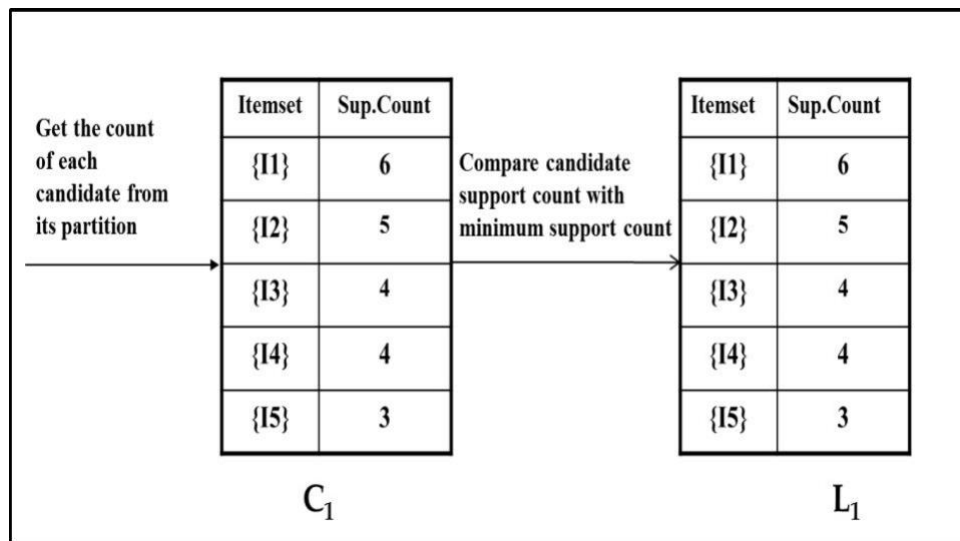 Get the count
of each
candidate from
its partition
Itemset Sup.Count
{I1} 6
{I2} 5
{I3} 4
{I4} 4
{I5} 3
C1
Compare candidate
support count with
minimum support count
Itemset Sup.Count
{I1} 6
{I2} 5
{I3} 4
{I4} 4
{I5} 3
L1